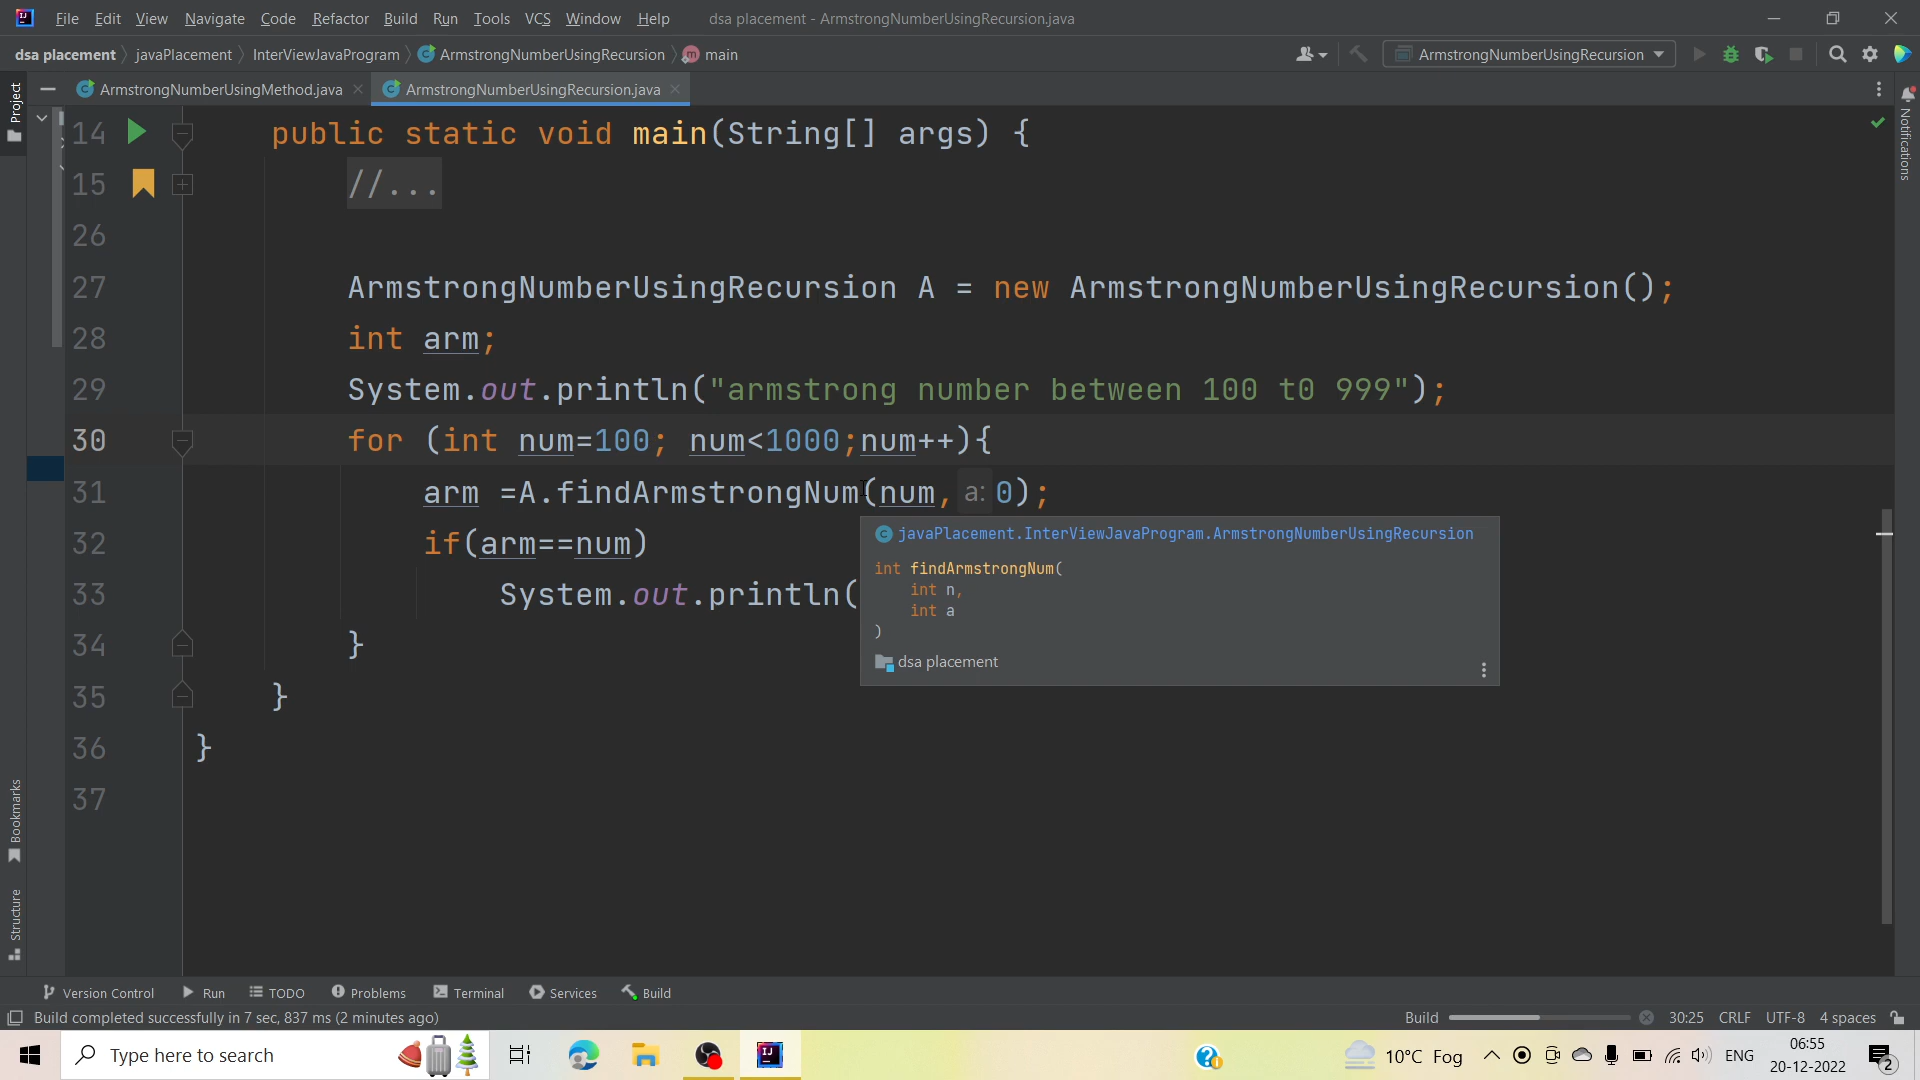 File Edit View Navigate Code Refactor Build Run Tools VCS Window Help dsa placement - ArmstrongNumberUsingRecursion.java
dsa placement javaPlacement InterViewJavaProgram ArmstrongNumberUsingRecursion m main ArmstrongNumberUsingRecursion
Project ArmstrongNumberUsingMethod.java ArmstrongNumberUsingRecursion.java Notifications
14 public static void main(String[] args) {
15 //...
26
27 ArmstrongNumberUsingRecursion A = new ArmstrongNumberUsingRecursion();
28 int arm;
29 System.out.println("armstrong number between 100 t0 999");
30 for (int num=100; num<1000;num++){
31 arm =A.findArmstrongNum(num, a: 0);
32 if(arm==num)
33 System.out.println(
34 }
35 }
36 }
37
C javaPlacement.InterViewJavaProgram.ArmstrongNumberUsingRecursion
int findArmstrongNum(
int n,
int a
)
dsa placement
Bookmarks
Structure
Version Control Run TODO Problems Terminal Services Build
Build completed successfully in 7 sec, 837 ms (2 minutes ago) Build 30:25 CRLF UTF-8 4 spaces
Type here to search 10°C Fog ENG 06:55
20-12-2022 2